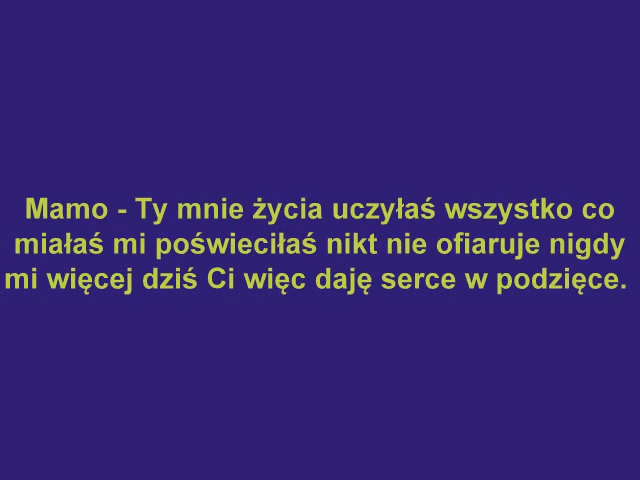 Mamo - Ty mnie życia uczyłaś wszystko co
miałaś mi poświeciłaś nikt nie ofiaruje nigdy
mi więcej dziś Ci więc daję serce w podzięce.